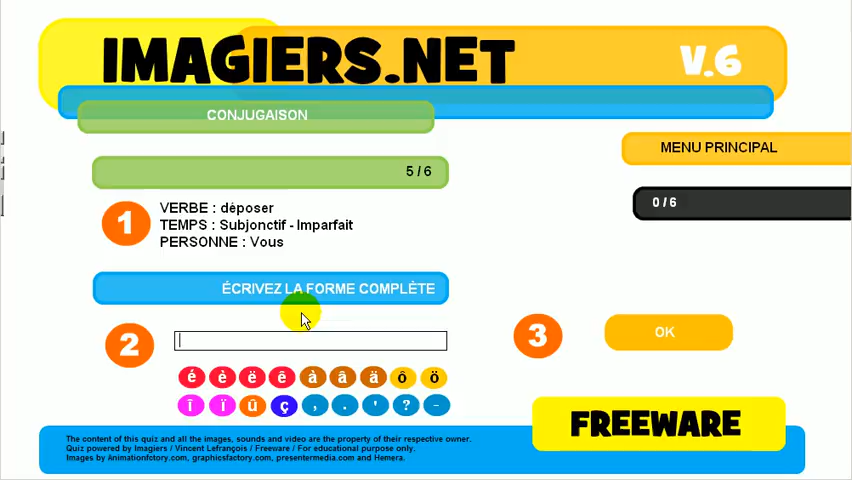 IMAGIERS.NET
V.6
CONJUGAISON
MENU PRINCIPAL
5 / 6
0 / 6
1
VERBE : déposer
TEMPS : Subjonctif - Imparfait
PERSONNE : Vous
ÉCRIVEZ LA FORME COMPLÈTE
2
3
OK
é è ë ê à â ä ô ö
î ï û ç , . ' ? -
FREEWARE
The content of this quiz and all the images, sounds and video are the property of their respective owner.
Quiz powered by Imagiers / Vincent Lefrançois / Freeware / For educational purpose only.
Images by Animationfctory.com, graphicsfactory.com, presentermedia.com and Hemera.